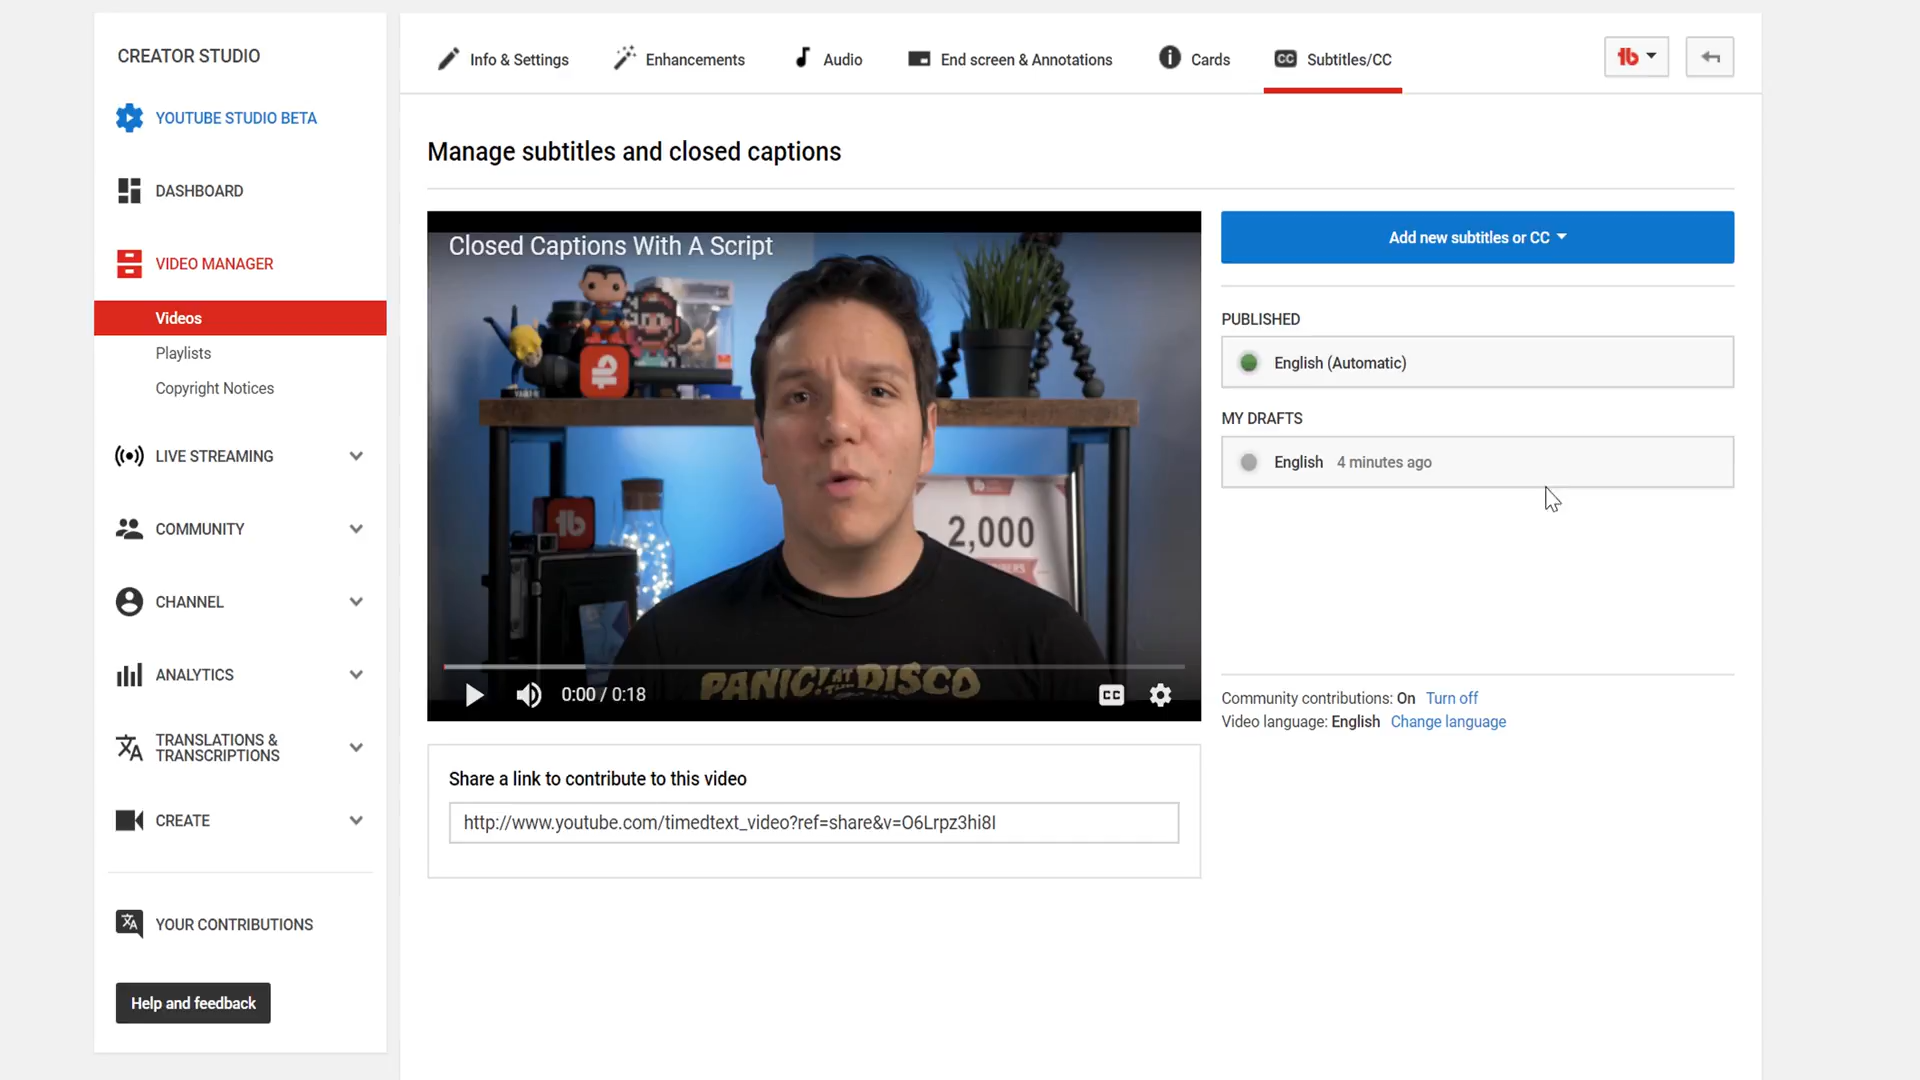 CREATOR STUDIO
YOUTUBE STUDIO BETA
DASHBOARD
VIDEO MANAGER
Videos
Playlists
Copyright Notices
LIVE STREAMING
COMMUNITY
CHANNEL
ANALYTICS
TRANSLATIONS &
TRANSCRIPTIONS
CREATE
YOUR CONTRIBUTIONS
Help and feedback
Info & Settings
Enhancements
Audio
End screen & Annotations
Cards
CC Subtitles/CC
tb
Manage subtitles and closed captions
Closed Captions With A Script
tb
2,000
PANIC! AT THE DISCO
0:00 / 0:18
CC
Share a link to contribute to this video
http://www.youtube.com/timedtext_video?ref=share&v=O6Lrpz3hi8I
Add new subtitles or CC
PUBLISHED
English (Automatic)
MY DRAFTS
English 4 minutes ago
Community contributions: On Turn off
Video language: English Change language